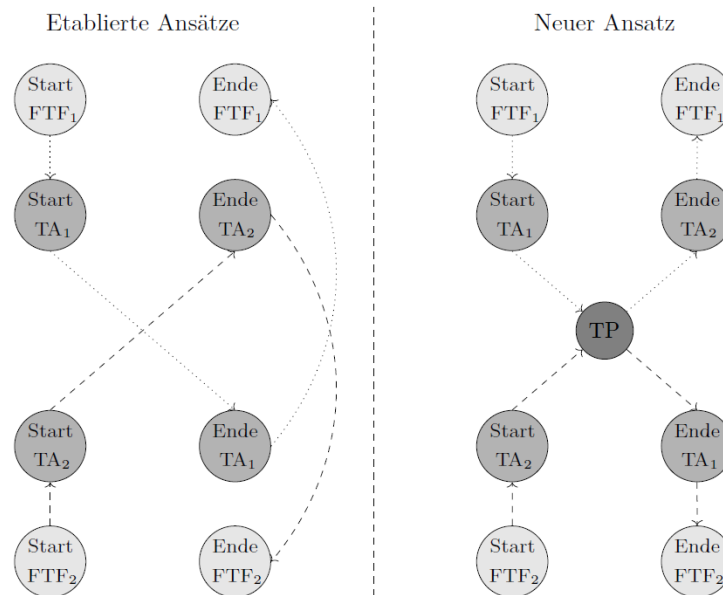 Etablierte Ansätze
Start
FTF₁
Ende
FTF₁
Start
TA₁
Ende
TA₂
Start
TA₂
Ende
TA₁
Start
FTF₂
Ende
FTF₂
Neuer Ansatz
Start
FTF₁
Ende
FTF₁
Start
TA₁
Ende
TA₂
TP
Start
TA₂
Ende
TA₁
Start
FTF₂
Ende
FTF₂